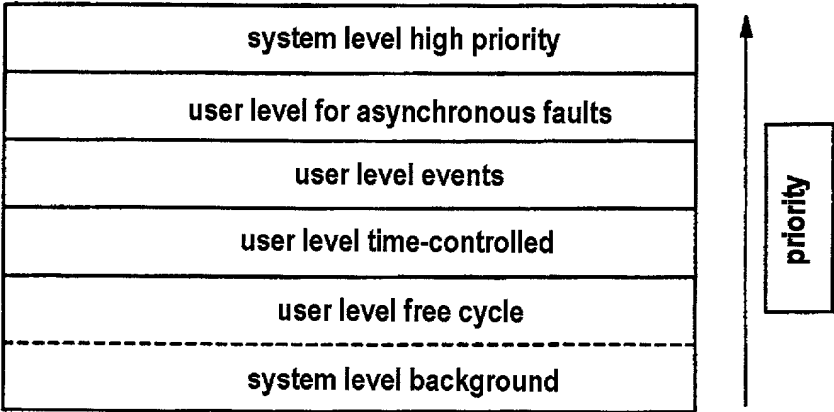 system level high priority
user level for asynchronous faults
user level events
user level time-controlled
user level free cycle
system level background
priority